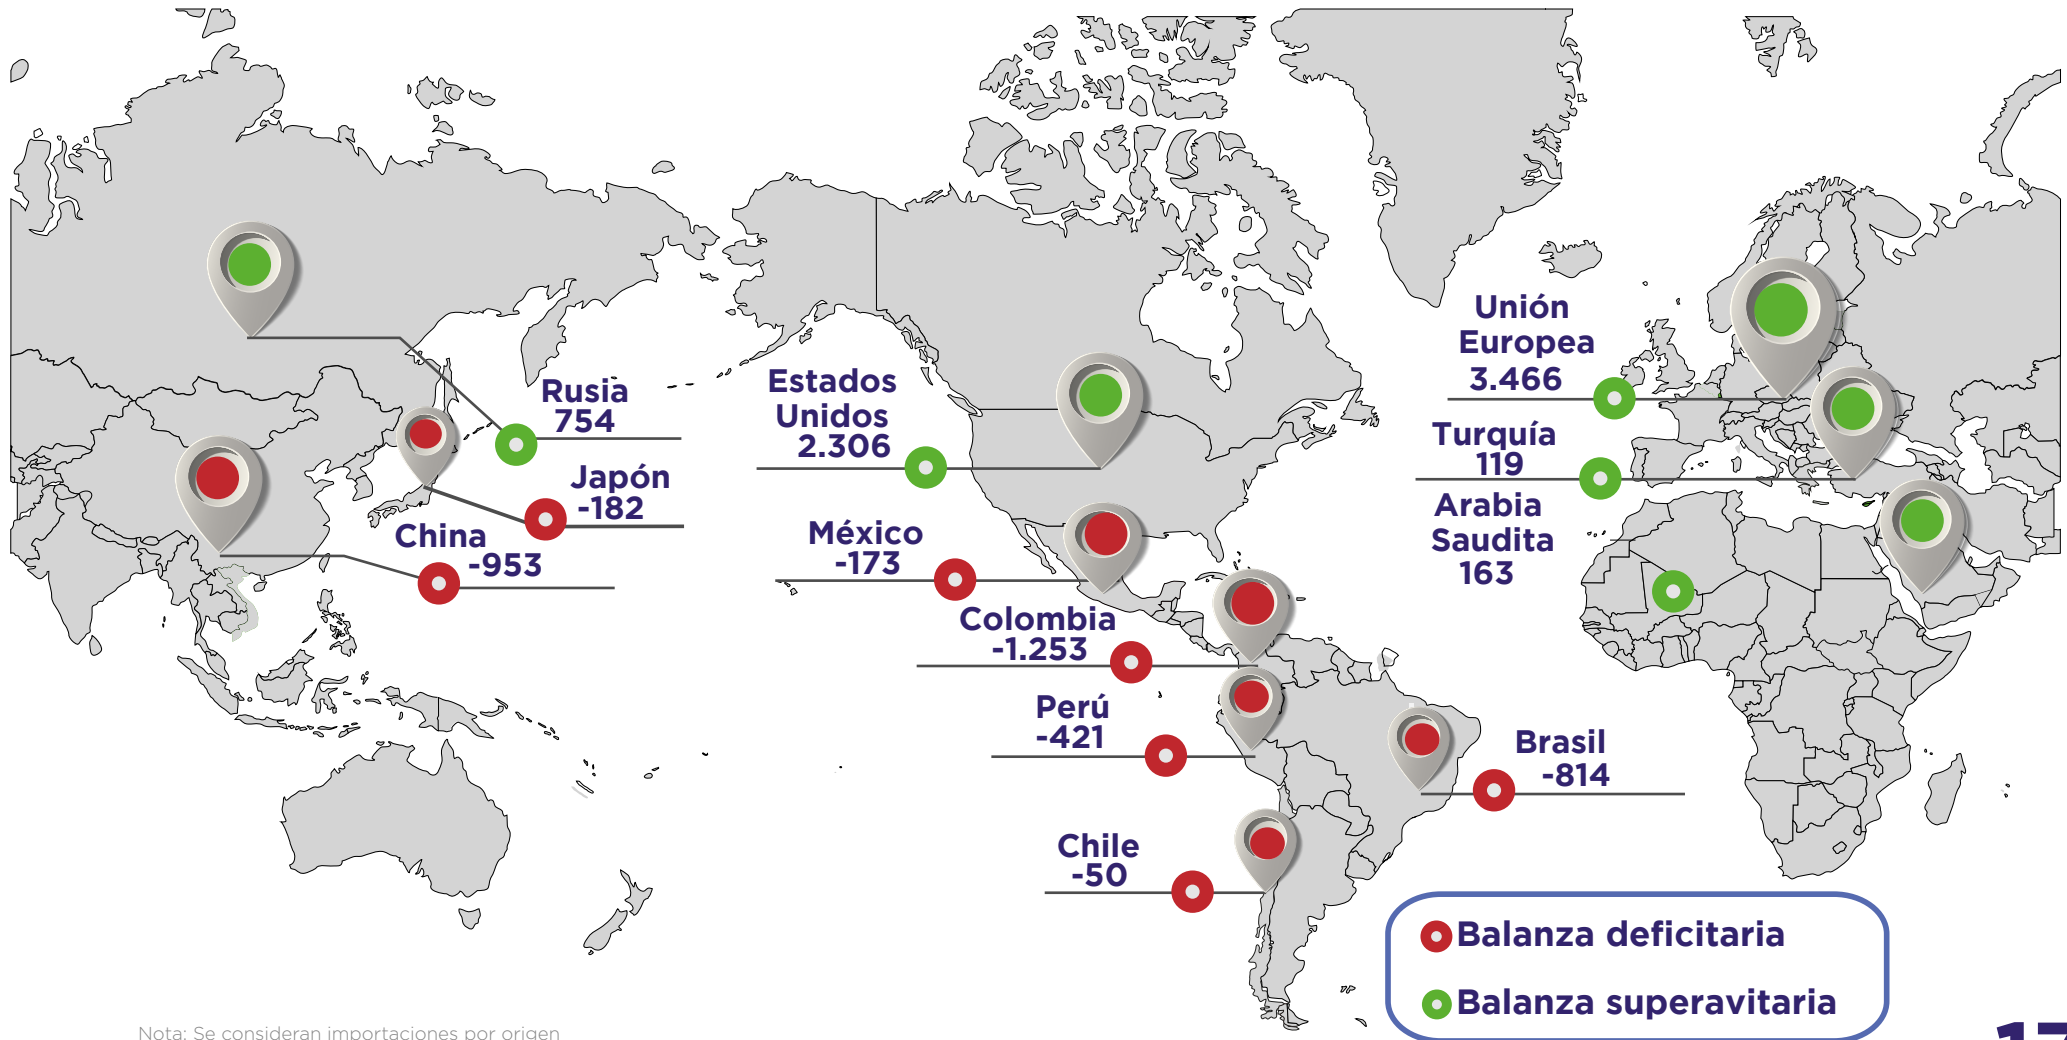 Rusia
754
Japón
-182
China
-953
Estados
Unidos
2.306
México
-173
Colombia
-1.253
Perú
-421
Chile
-50
Brasil
-814
Unión
Europea
3.466
Turquía
119
Arabia
Saudita
163
Balanza deficitaria
Balanza superavitaria
Nota: Se consideran importaciones por origen